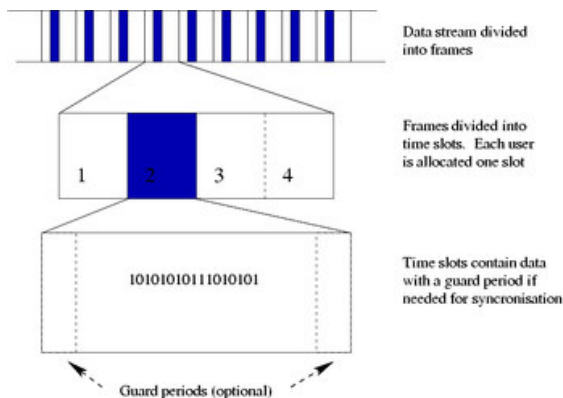 Data stream divided
into frames
Frames divided into
time slots. Each user
is allocated one slot
1 2 3 4
Time slots contain data
with a guard period if
needed for syncronisation
10101010111010101
Guard periods (optional)